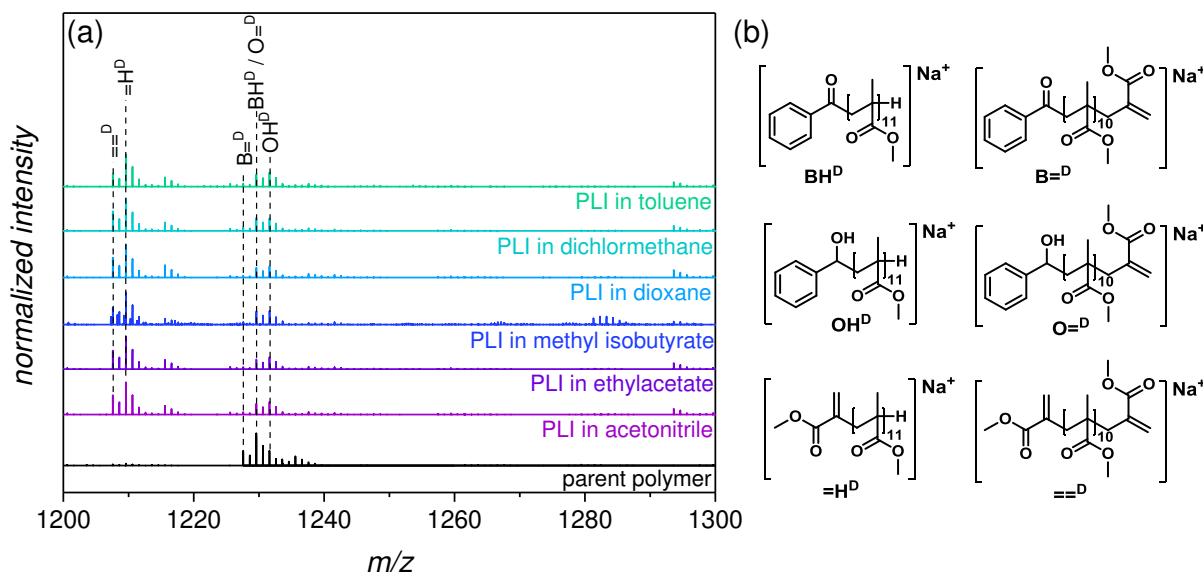 (a)
normalized intensity
==ᴰ
=Hᴰ
B=ᴰ
BHᴰ / O=ᴰ
OHᴰ
PLI in toluene
PLI in dichlormethane
PLI in dioxane
PLI in methyl isobutyrate
PLI in ethylacetate
PLI in acetonitrile
parent polymer
1200 1220 1240 1260 1280 1300
m/z
(b)
O
H
11
O
O
Na⁺
BHᴰ
O
O
O
10
O
O
Na⁺
B=ᴰ
OH
H
11
O
O
Na⁺
OHᴰ
OH
O
O
10
O
O
Na⁺
O=ᴰ
O
O
H
11
O
O
Na⁺
=Hᴰ
O
O
O
O
10
O
O
Na⁺
==ᴰ